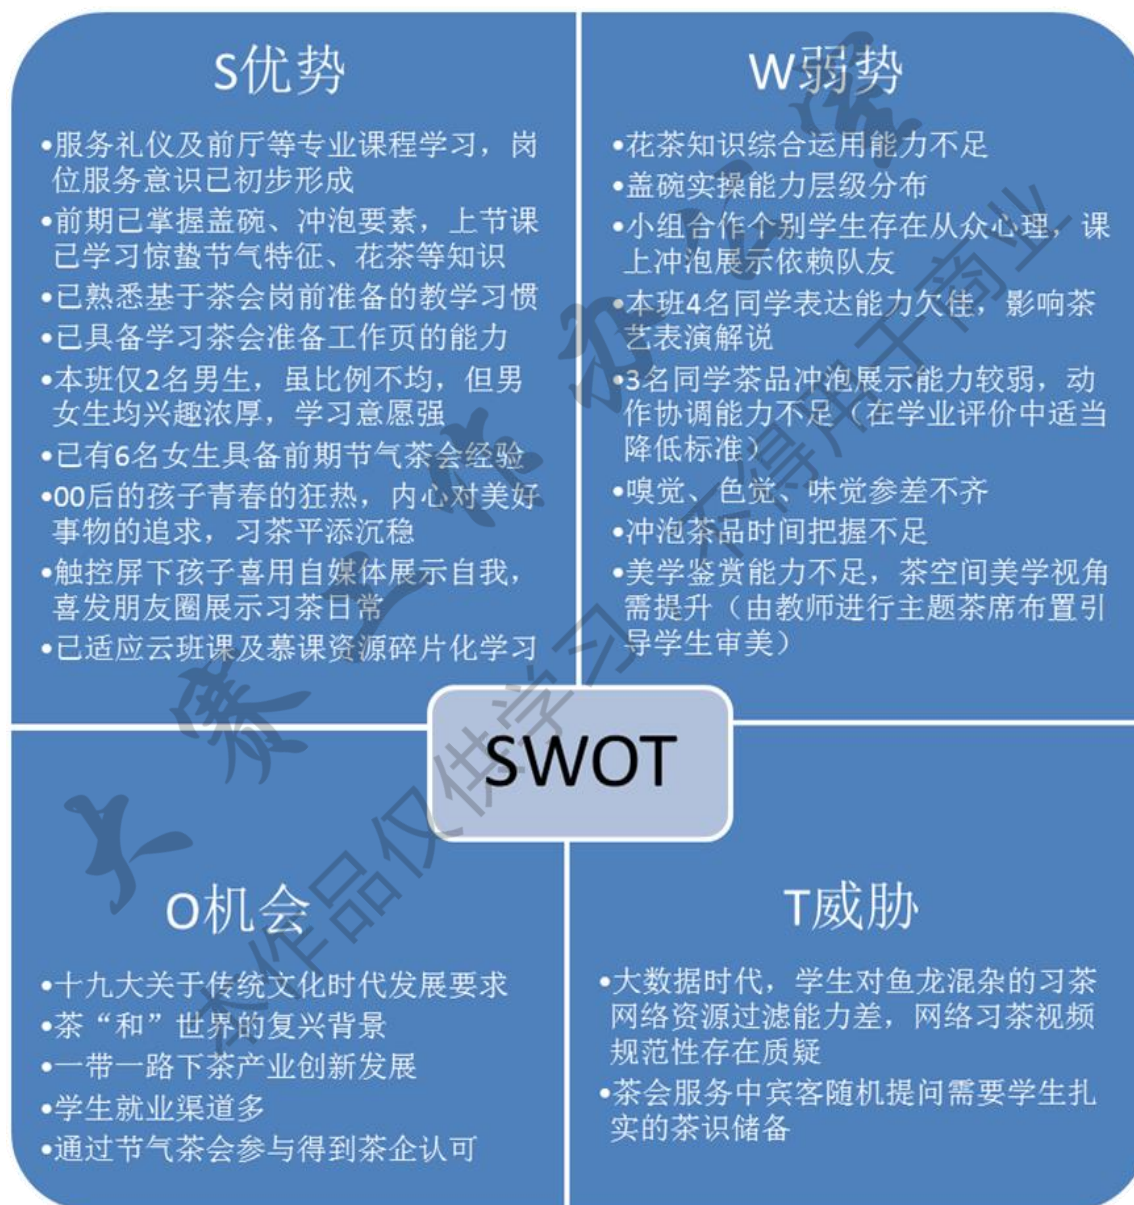 S优势
•服务礼仪及前厅等专业课程学习，岗
位服务意识已初步形成
•前期已掌握盖碗、冲泡要素，上节课
已学习惊蛰节气特征、花茶等知识
•已熟悉基于茶会岗前准备的教学习惯
•已具备学习茶会准备工作页的能力
•本班仅2名男生，虽比例不均，但男
女生均兴趣浓厚，学习意愿强
•已有6名女生具备前期节气茶会经验
•00后的孩子青春的狂热，内心对美好
事物的追求，习茶平添沉稳
•触控屏下孩子喜用自媒体展示自我，
喜发朋友圈展示习茶日常
•已适应云班课及慕课资源碎片化学习
W弱势
•花茶知识综合运用能力不足
•盖碗实操能力层级分布
•小组合作个别学生存在从众心理，课
上冲泡展示依赖队友
•本班4名同学表达能力欠佳，影响茶
艺表演解说
•3名同学茶品冲泡展示能力较弱，动
作协调能力不足（在学业评价中适当
降低标准）
•嗅觉、色觉、味觉参差不齐
•冲泡茶品时间把握不足
•美学鉴赏能力不足，茶空间美学视角
需提升（由教师进行主题茶席布置引
导学生审美）
SWOT
O机会
•十九大关于传统文化时代发展要求
•茶“和”世界的复兴背景
•一带一路下茶产业创新发展
•学生就业渠道多
•通过节气茶会参与得到茶企认可
T威胁
•大数据时代，学生对鱼龙混杂的习茶
网络资源过滤能力差，网络习茶视频
规范性存在质疑
•茶会服务中宾客随机提问需要学生扎
实的茶识储备
大赛工作办公室
本作品仅供学习，不得用于商业